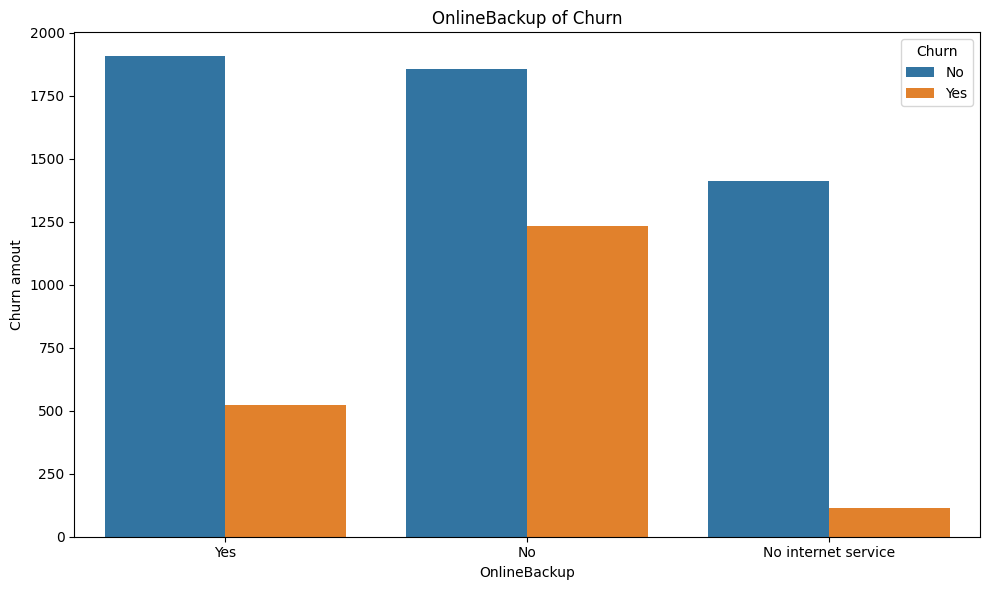 OnlineBackup of Churn
Churn
No
Yes
2000
1750
1500
1250
1000
750
500
250
0
Churn amout
Yes
No
No internet service
OnlineBackup